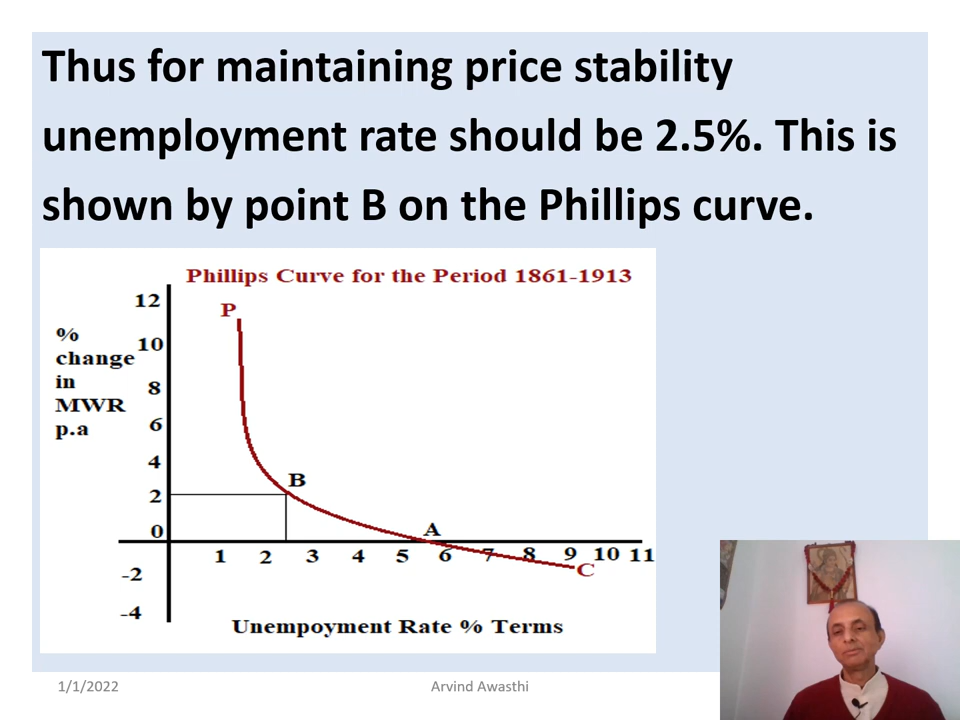 Thus for maintaining price stability
unemployment rate should be 2.5%. This is
shown by point B on the Phillips curve.
Phillips Curve for the Period 1861-1913
P
%
change
in
MWR
p.a
12
10
8
6
4
2
0
-2
-4
B
A
C
1 2 3 4 5 6 7 8 9 10 11
Unempoyment Rate % Terms
1/1/2022
Arvind Awasthi